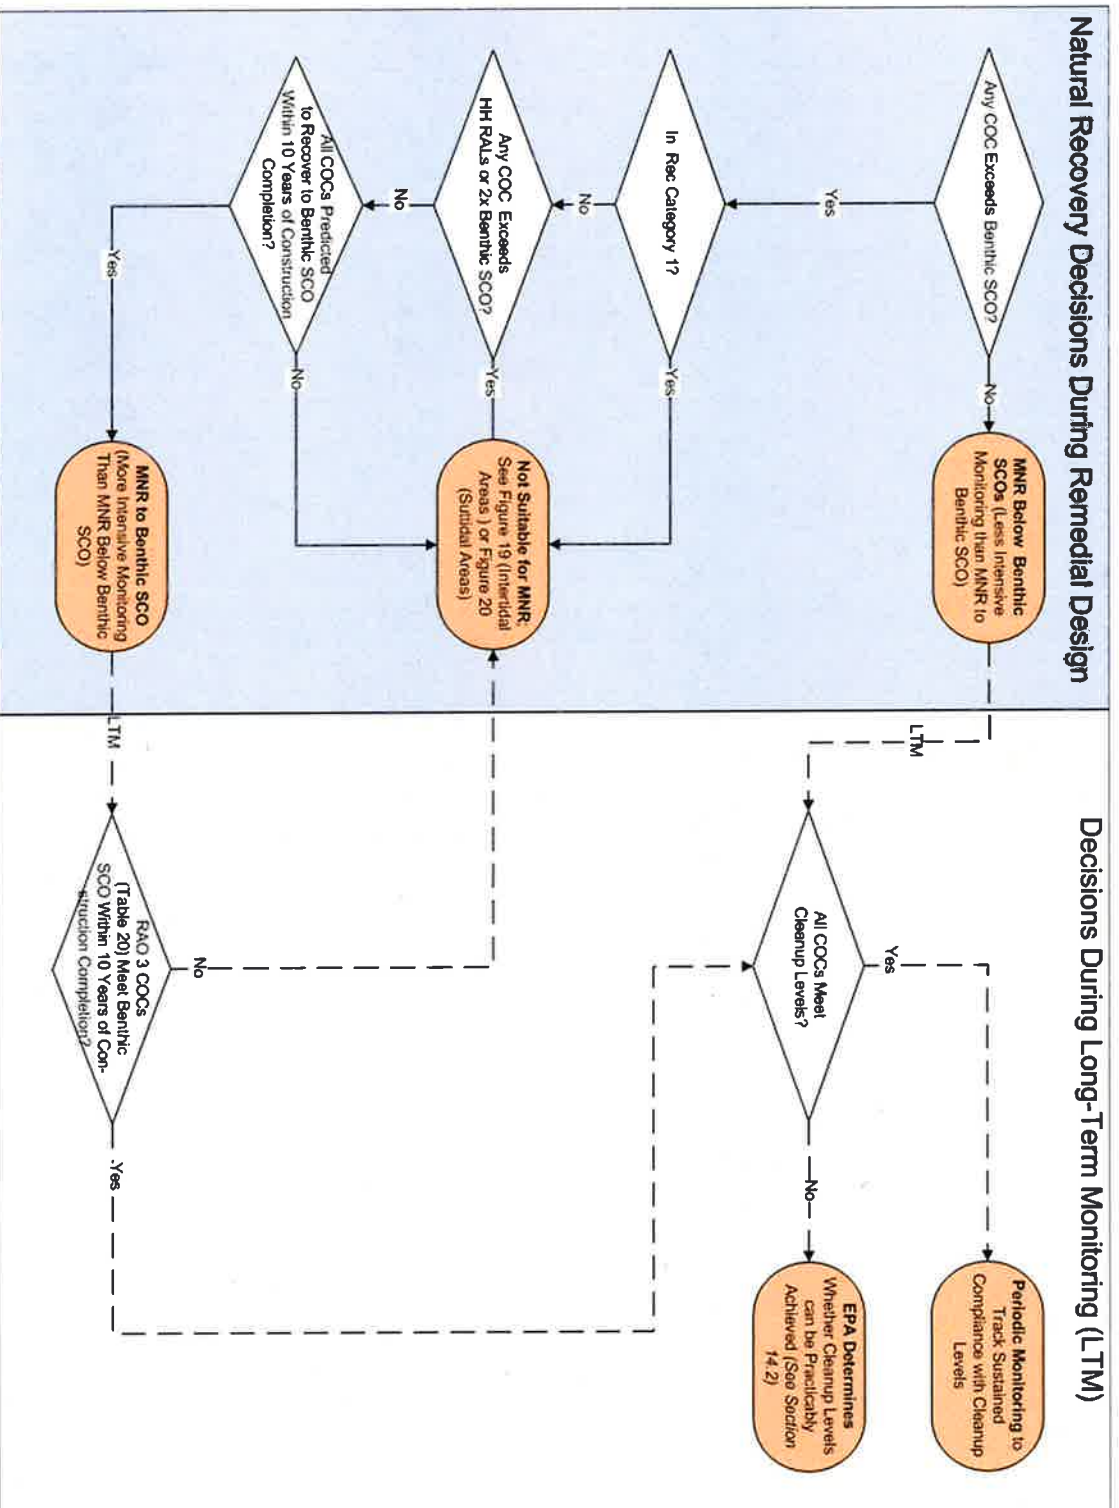 Natural Recovery Decisions During Remedial Design
Any COC Exceeds Benthic SCO?
No
MNR Below Benthic
SCOs (Less Intensive
Monitoring than MNR to
Benthic SCO)
Yes
In Rec Category 1?
Yes
No
Any COC Exceeds
HH RALs or 2x Benthic SCO?
Yes
Not Suitable for MNR;
See Figure 19 (Intertidal
Areas ) or Figure 20
(Suttidal Areas)
No
All COCs Predicted
to Recover to Benthic SCO
Within 10 Years of Construction
Completion?
No
Yes
MNR to Benthic SCO
(More Intensive Monitoring
Than MNR Below Benthic
SCO)
Decisions During Long-Term Monitoring (LTM)
LTM
All COCs Meet
Cleanup Levels?
Yes
Periodic Monitoring to
Track Sustained
Compliance with Cleanup
Levels
No
EPA Determines
Whether Cleanup Levels
can be Practicably
Achieved (See Section
14.2)
LTM
RAO 3 COCs
(Table 20) Meet Benthic
SCO Within 10 Years of Con-
struction Completion?
No
Yes